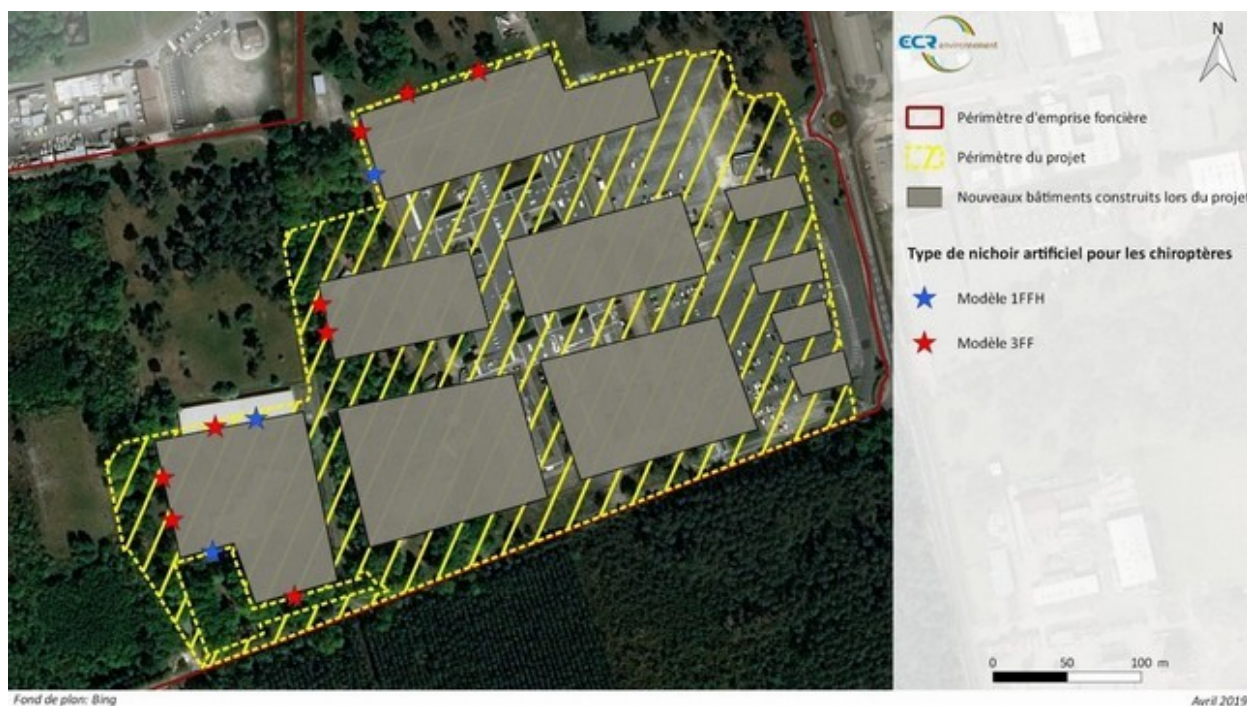 ECR environnement
N
Périmètre d'emprise foncière
Périmètre du projet
Nouveaux bâtiments construits lors du projet
Type de nichoir artificiel pour les chiroptères
Modèle 1FFH
Modèle 3FF
0 50 100 m
Fond de plan: Bing
Avril 2019